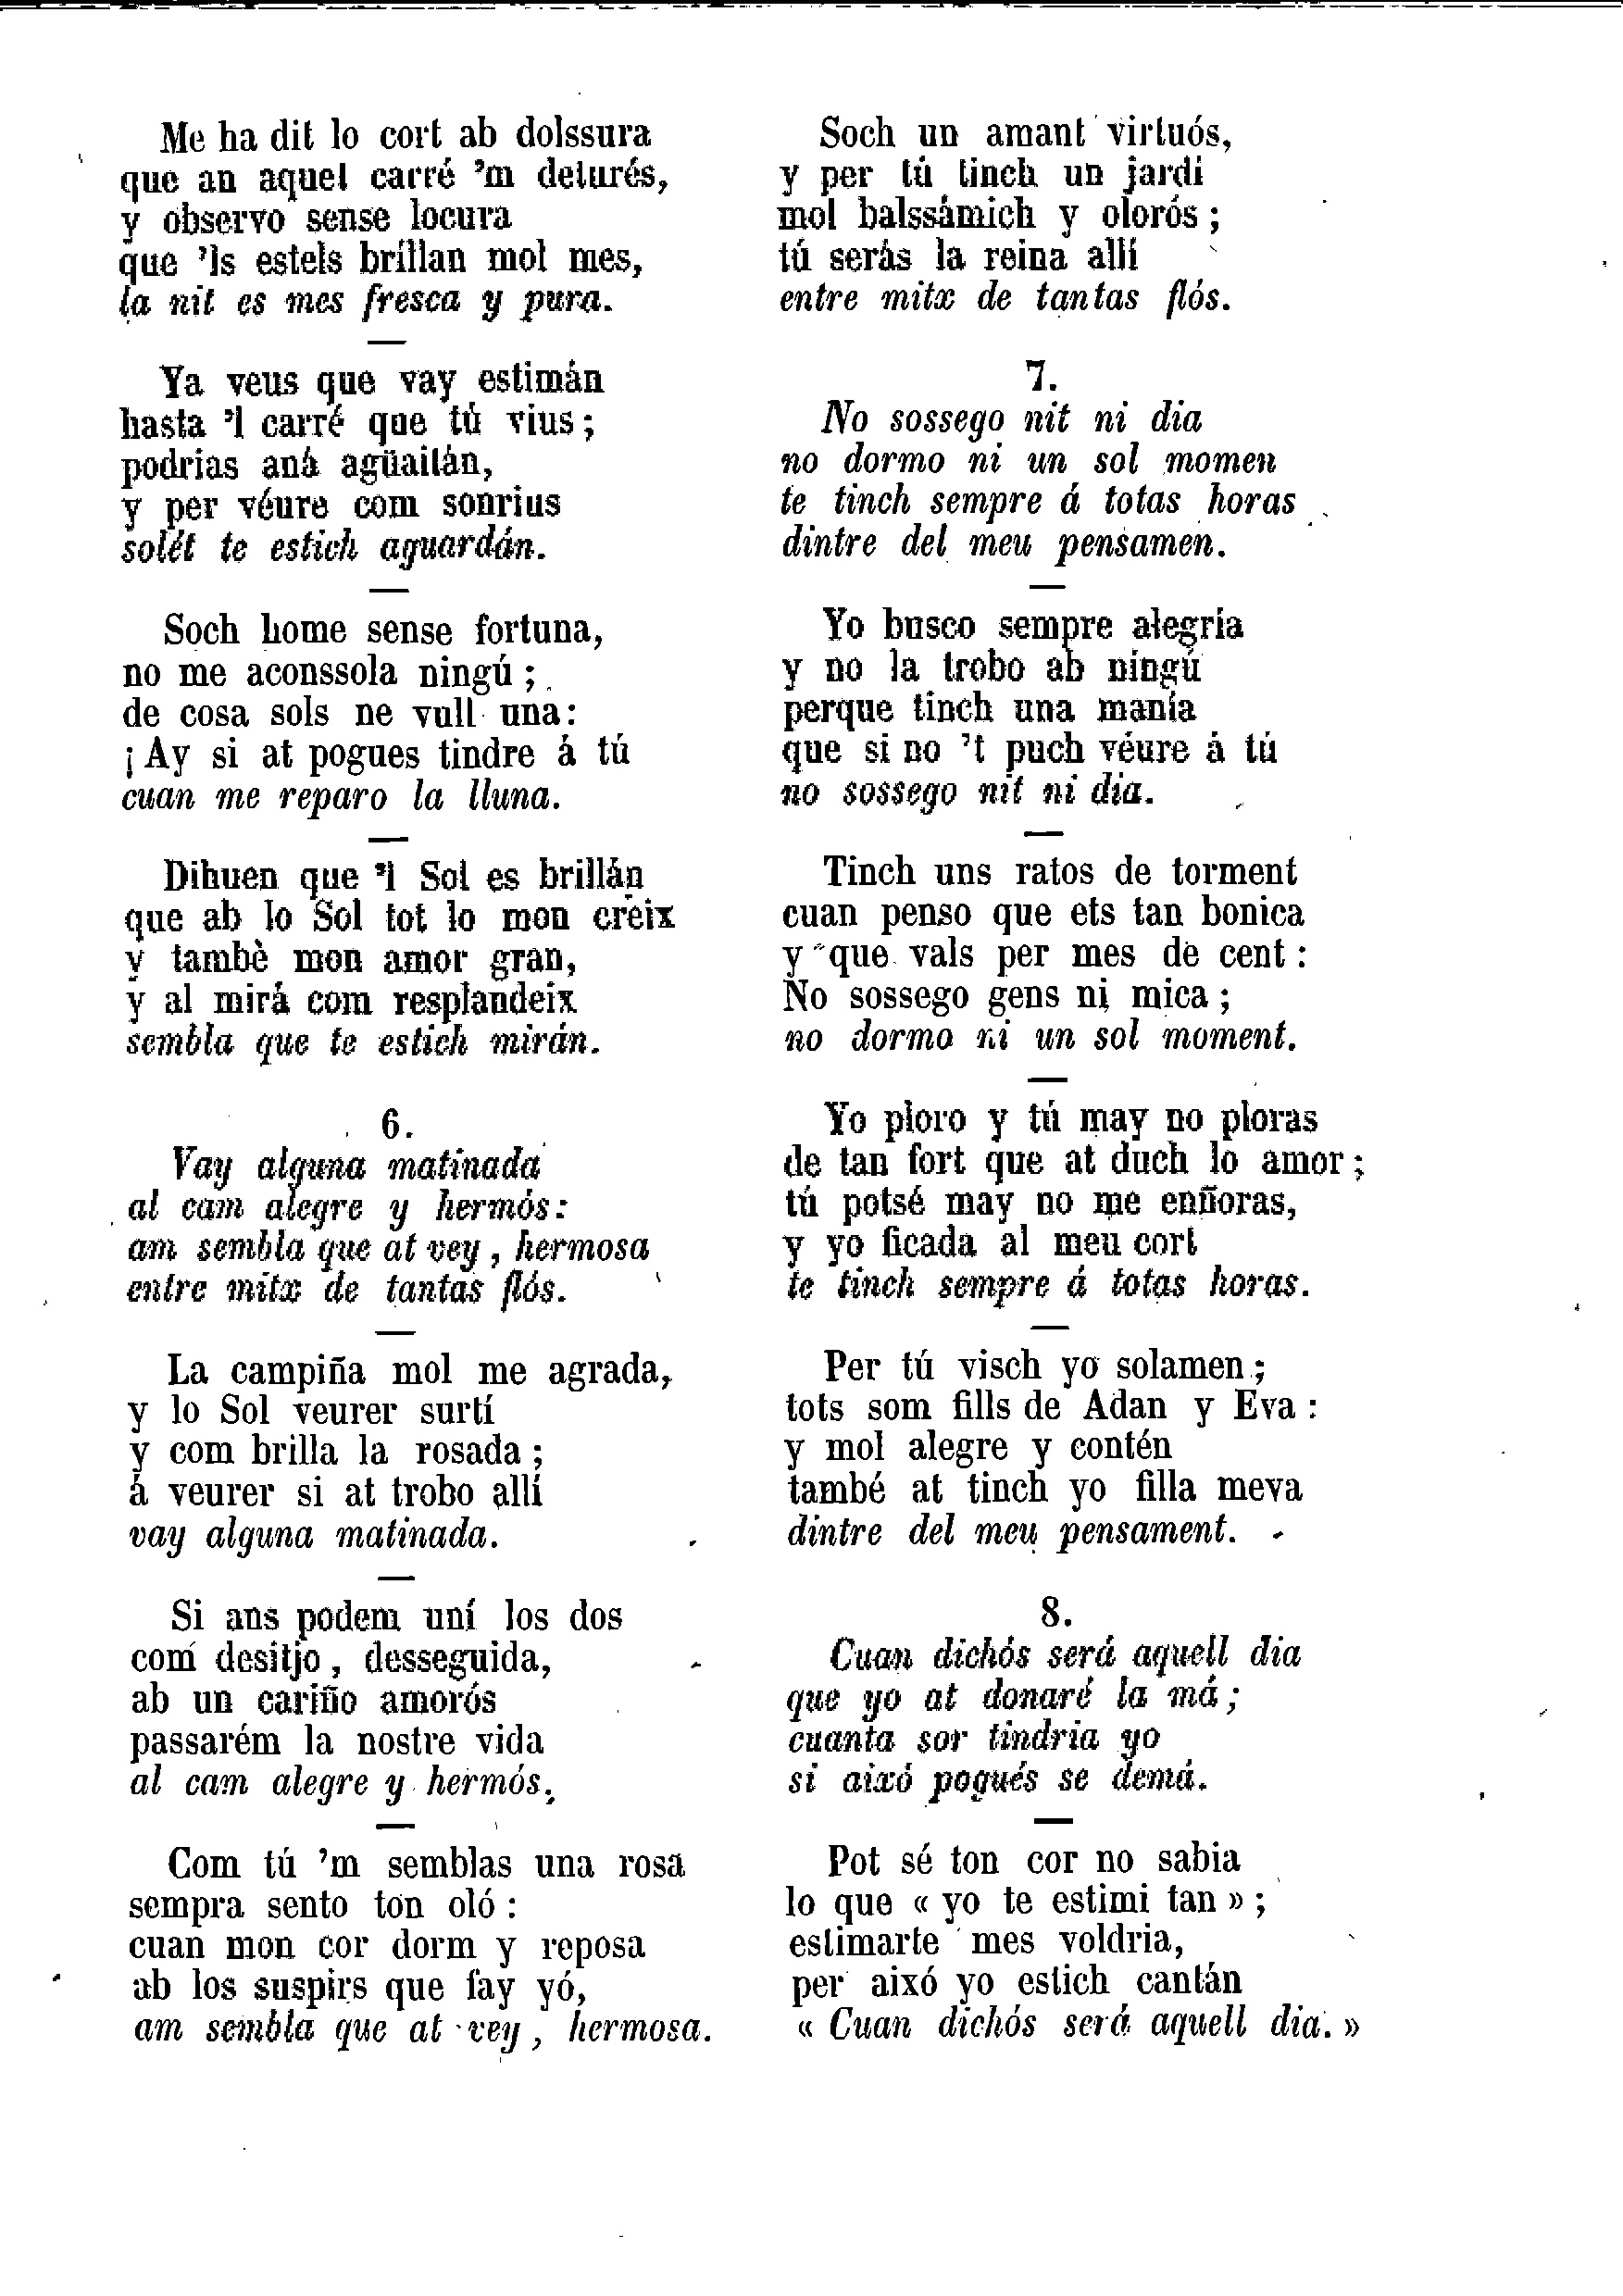 Me ha dit lo cort ab dolssura
que an aquel carré ’m deturés,
y observo sense locura
que ’ls estels brillan mol mes,
la nit es mes fresca y pura.
—
Ya veus que vay estimán
hasta ’l carré que tú vius;
podrias aná agüaitán,
y per véure com sonrius
solét te estich aguardán.
—
Soch home sense fortuna,
no me aconssola ningú;
de cosa sols ne vull una:
¡Ay si at pogues tindre á tú
cuan me reparo la lluna.
—
Dihuen que ’l Sol es brillán
que ab lo Sol tot lo mon creix
y tambè mon amor gran,
y al mirá com resplandeix
sembla que te estich mirán.
6.
Vay alguna matinada
al cam alegre y hermós:
am sembla que at vey, hermosa
entre mitx de tantas flós.
—
La campiña mol me agrada,
y lo Sol veurer surtí
y com brilla la rosada;
á veurer si at trobo allí
vay alguna matinada.
—
Si ans podem uní los dos
com desitjo, desseguida,
ab un cariño amorós
passarém la nostre vida
al cam alegre y hermós.
—
Com tú ’m semblas una rosa
sempra sento ton oló:
cuan mon cor dorm y reposa
ab los suspirs que fay yó,
am sembla que at vey, hermosa.
Soch un amant virtuós,
y per tú tinch un jardi
mol balssámich y olorós;
tú serás la reina allí
entre mitx de tantas flós.
7.
No sossego nit ni dia
no dormo ni un sol momen
te tinch sempre á totas horas
dintre del meu pensamen.
—
Yo busco sempre alegría
y no la trobo ab ningú
perque tinch una manía
que si no ’t puch véure á tú
no sossego nit ni dia.
—
Tinch uns ratos de torment
cuan penso que ets tan bonica
y que vals per mes de cent:
No sossego gens ni mica;
no dormo ni un sol moment.
—
Yo ploro y tú may no ploras
de tan fort que at duch lo amor;
tú potsé may no me enñoras,
y yo ficada al meu cort
te tinch sempre á totas horas.
—
Per tú visch yo solamen;
tots som fills de Adan y Eva:
y mol alegre y contén
també at tinch yo filla meva
dintre del meu pensament.
8.
Cuan dichós será aquell dia
que yo at donaré la má;
cuanta sor tindria yo
si aixó pogués se demá.
—
Pot sé ton cor no sabia
lo que « yo te estimi tan »;
estimarte mes voldria,
per aixó yo estich cantán
« Cuan dichós será aquell dia. »